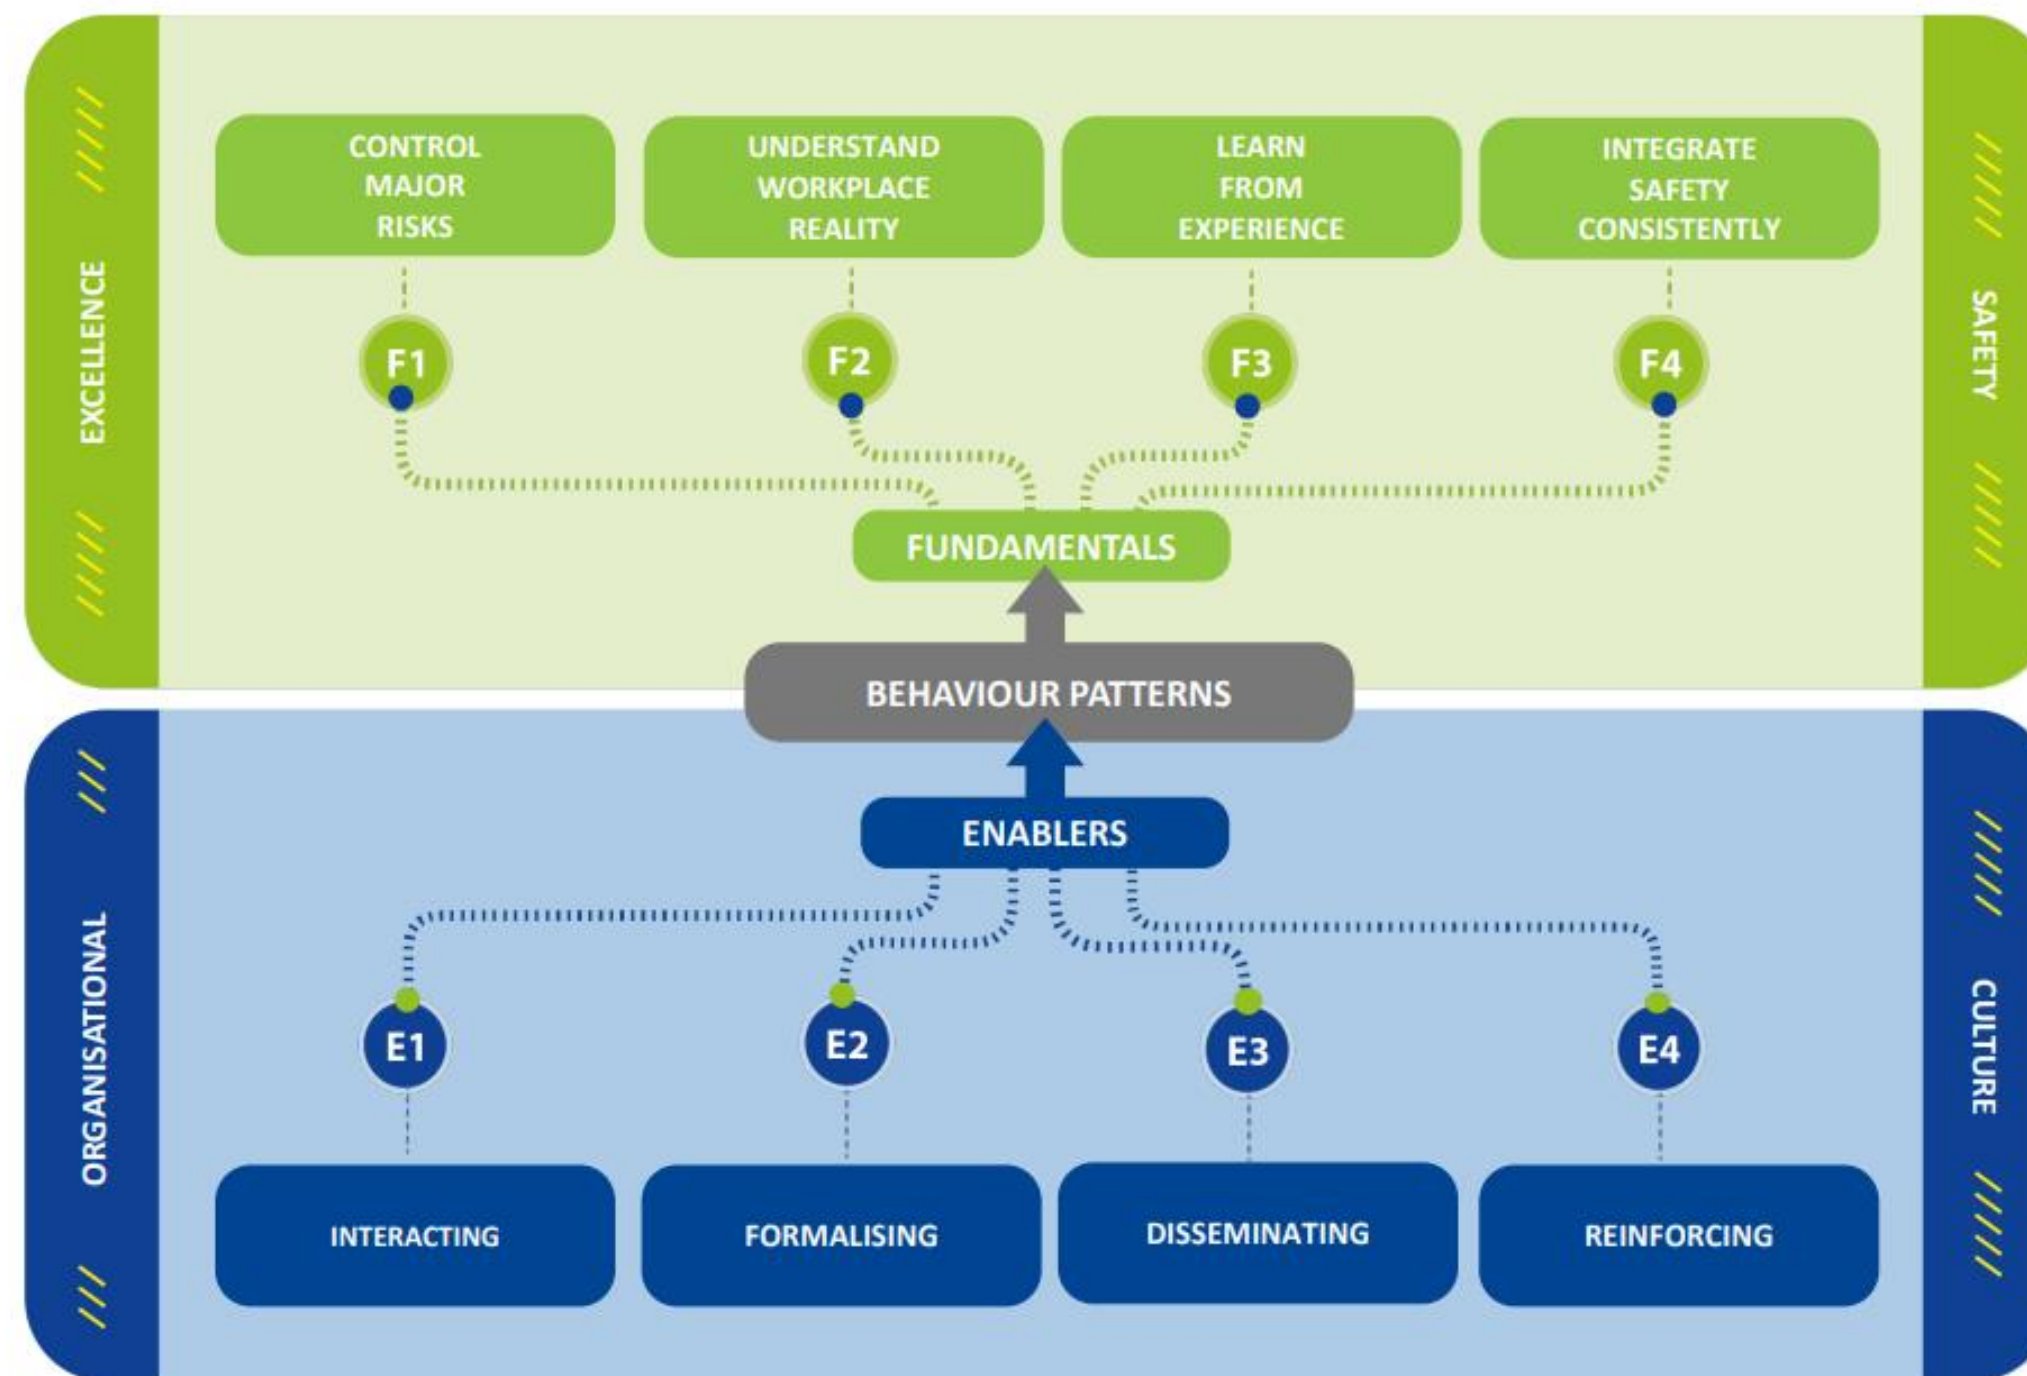 EXCELLENCE
SAFETY
CONTROL
MAJOR
RISKS
UNDERSTAND
WORKPLACE
REALITY
LEARN
FROM
EXPERIENCE
INTEGRATE
SAFETY
CONSISTENTLY
F1
F2
F3
F4
FUNDAMENTALS
BEHAVIOUR PATTERNS
ORGANISATIONAL
CULTURE
ENABLERS
E1
E2
E3
E4
INTERACTING
FORMALISING
DISSEMINATING
REINFORCING